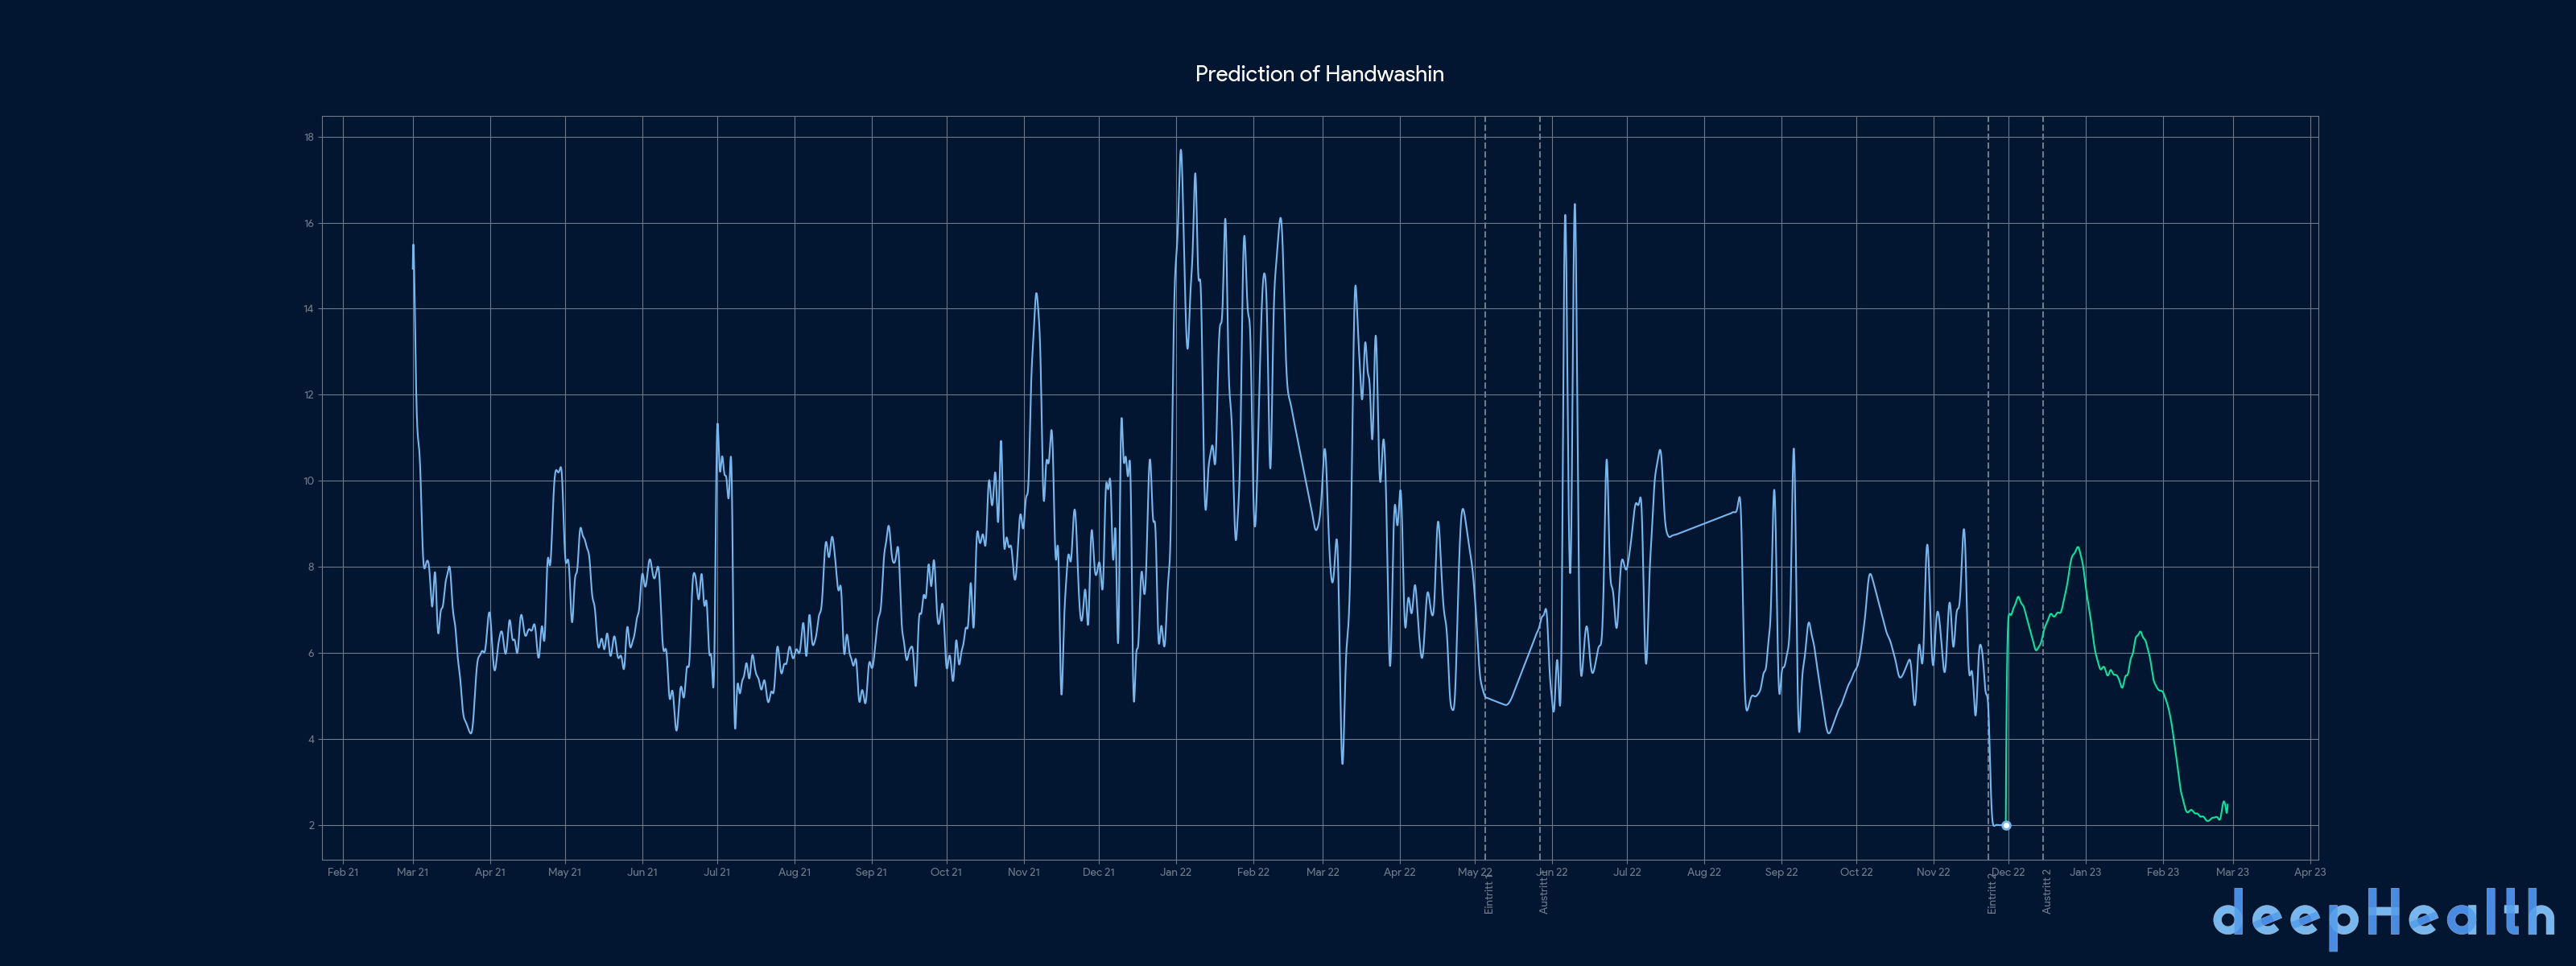 Prediction of Handwashin
18
16
14
12
10
8
6
4
2
Feb 21 Mar 21 Apr 21 May 21 Jun 21 Jul 21 Aug 21 Sep 21 Oct 21 Nov 21 Dec 21 Jan 22 Feb 22 Mar 22 Apr 22 May 22 Jun 22 Jul 22 Aug 22 Sep 22 Oct 22 Nov 22 Dec 22 Jan 23 Feb 23 Mar 23 Apr 23
Eintritt
Austritt
Eintritt 2
Austritt 2
deepHealth